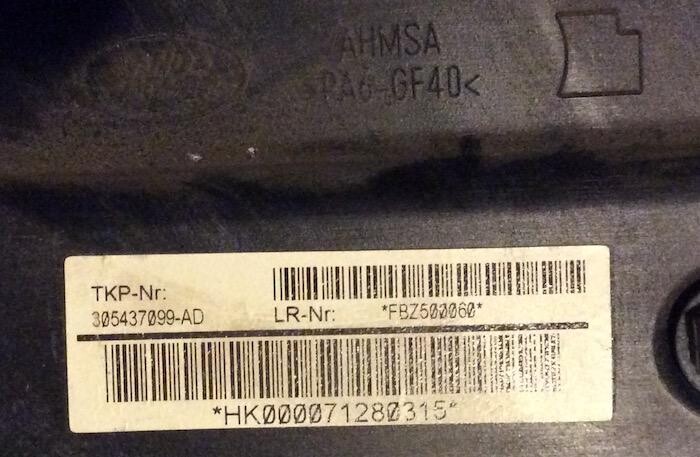 AHMSA
PA6-GF40<
TKP-Nr:
305437099-AD
LR-Nr: *FBZ500060*
*HK000071280315*